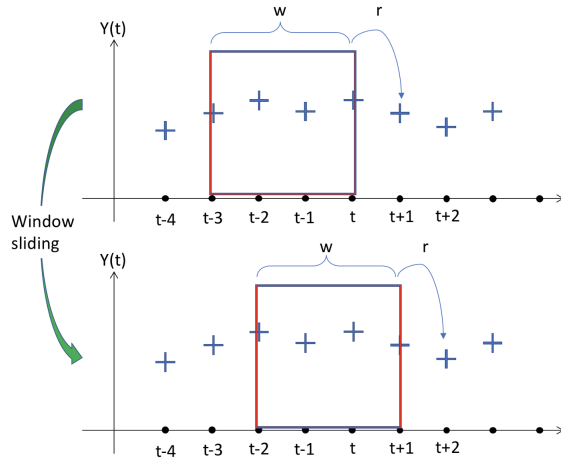 w
r
Y(t)
t-4 t-3 t-2 t-1 t t+1 t+2
Window
sliding
w
r
Y(t)
t-4 t-3 t-2 t-1 t t+1 t+2